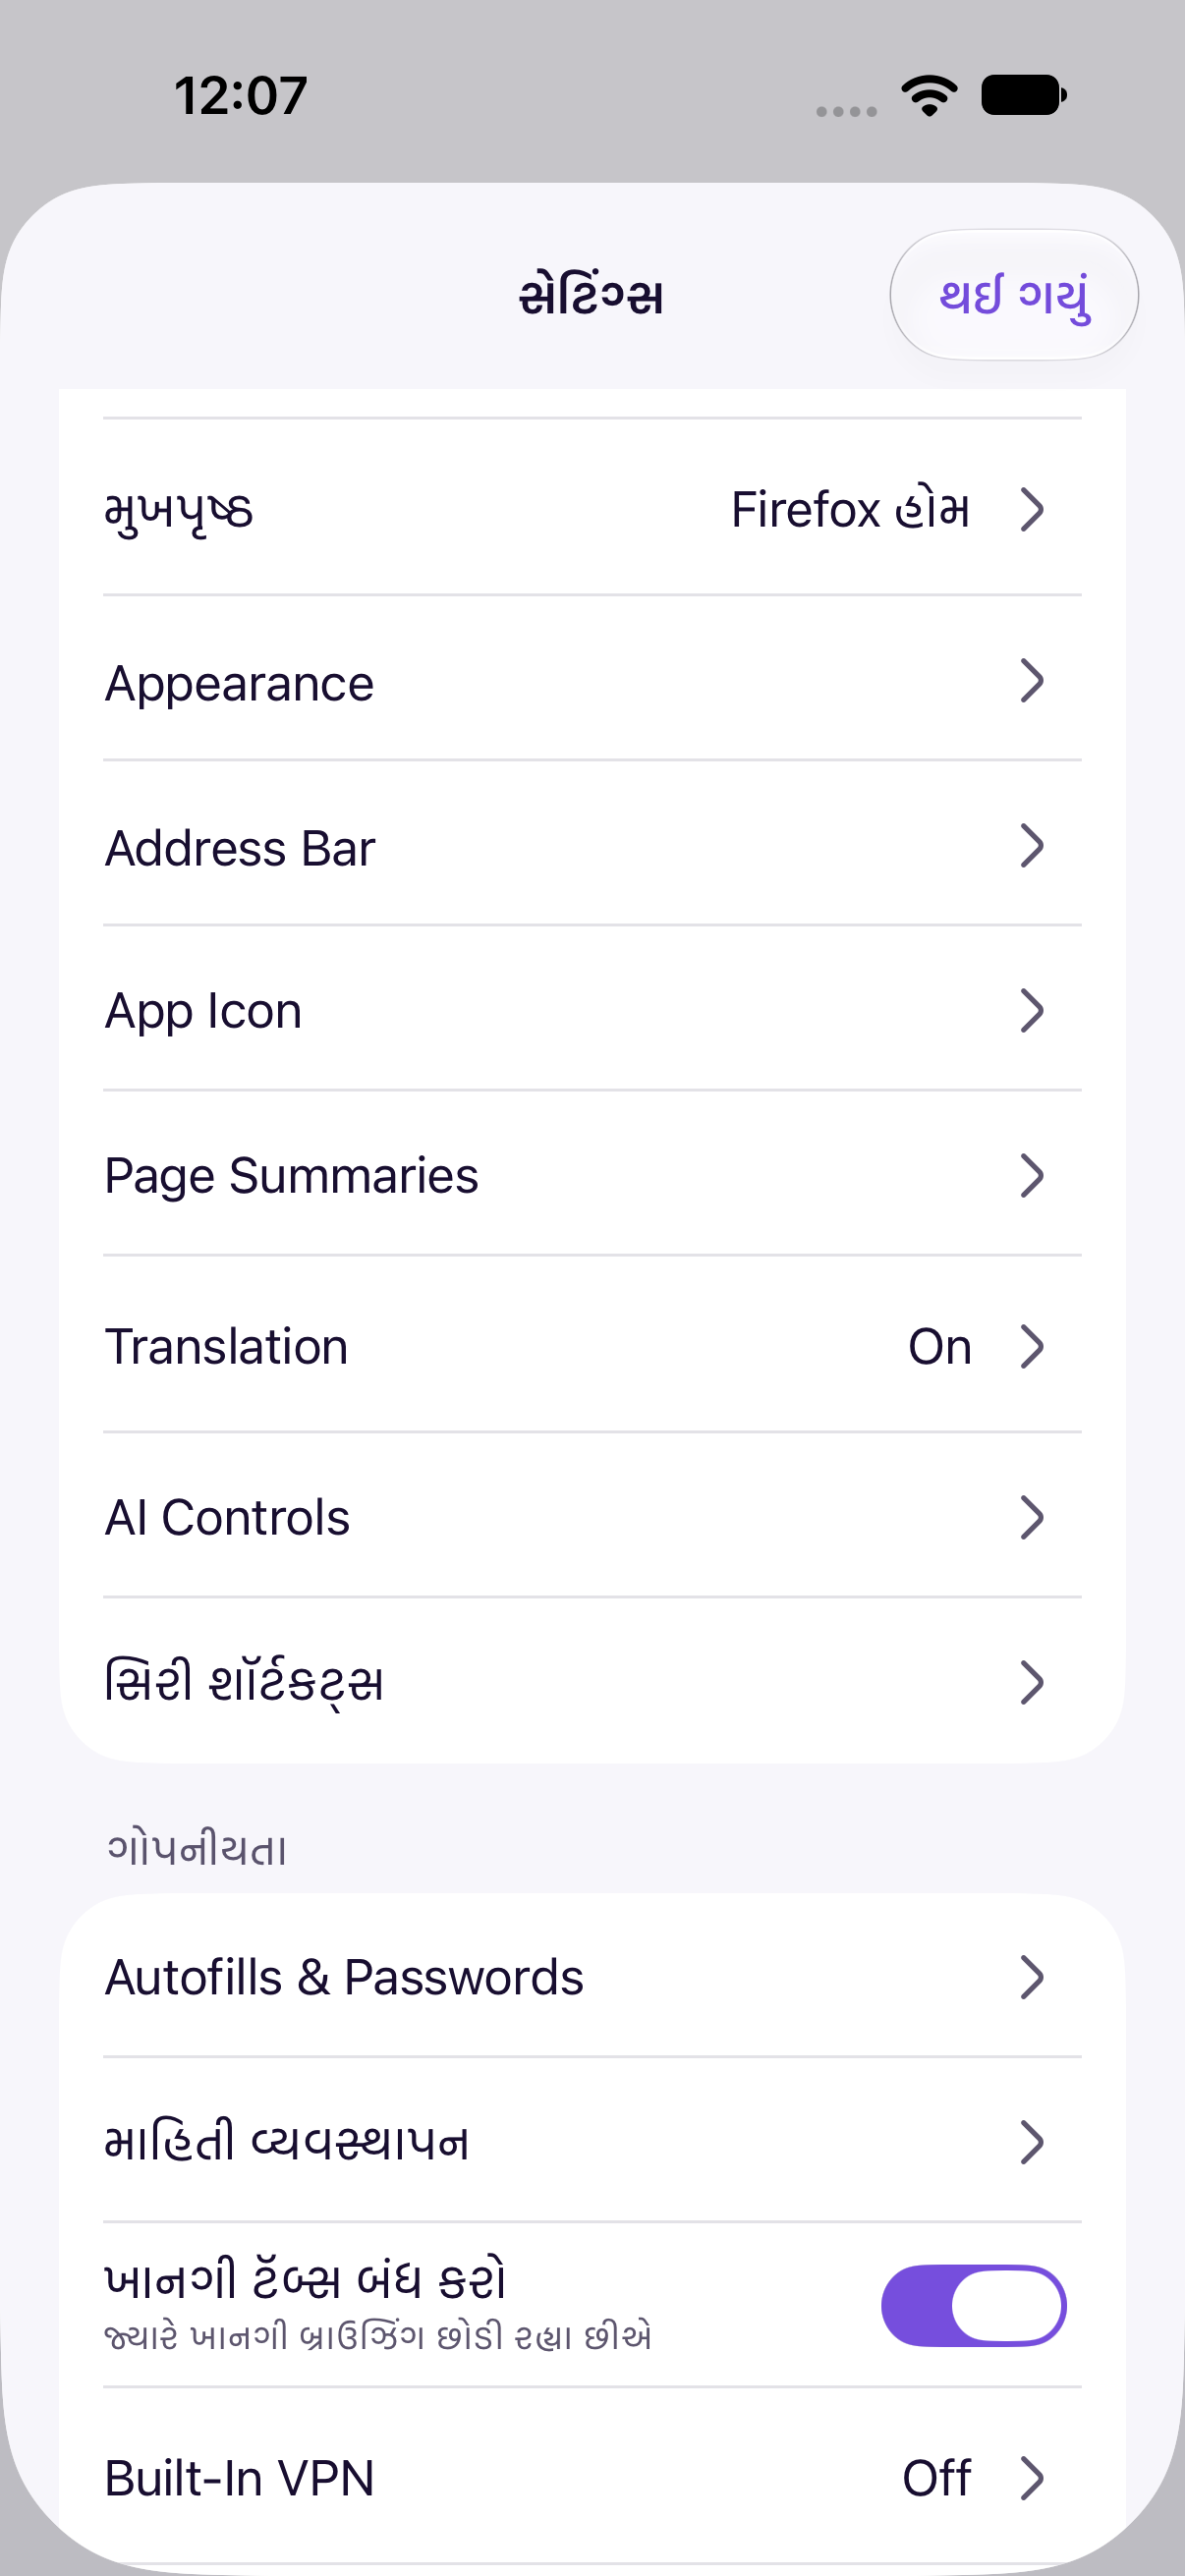 12:07
સેટિંગ્સ
થઈ ગયું
મુખપૃષ્ઠ
Firefox હોમ
Appearance
Address Bar
App Icon
Page Summaries
Translation
On
AI Controls
સિરી શૉર્ટકટ્સ
ગોપનીયતા
Autofills & Passwords
માહિતી વ્યવસ્થાપન
ખાનગી ટૅબ્સ બંધ કરો
જ્યારે ખાનગી બ્રાઉઝિંગ છોડી રહ્યા છીએ
Built-In VPN
Off